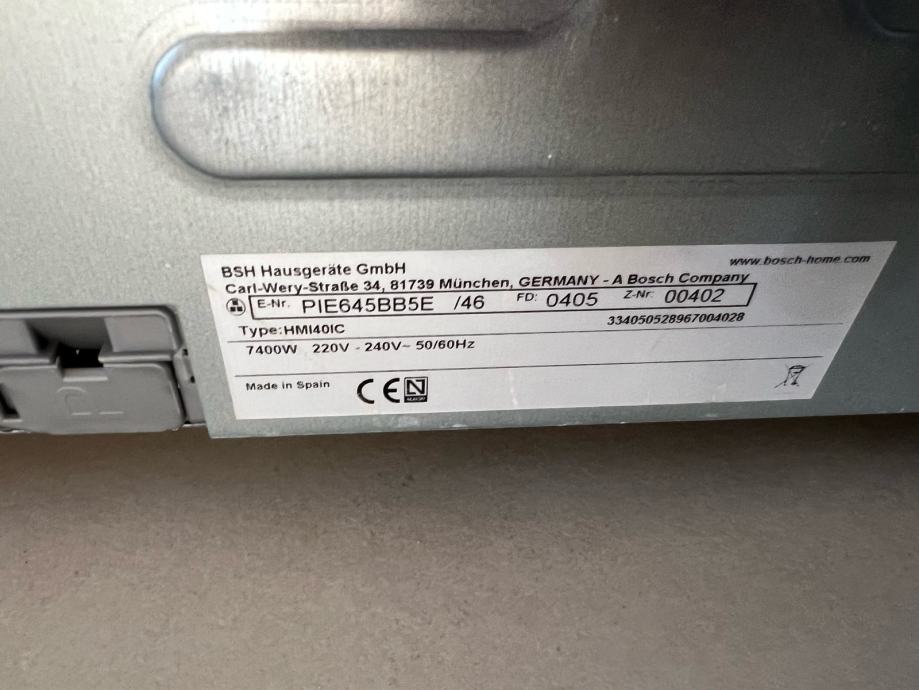 www.bosch-home.com
BSH Hausgeräte GmbH
Carl-Wery-Straße 34, 81739 München, GERMANY - A Bosch Company
E-Nr. PIE645BB5E /46 FD: 0405 Z-Nr: 00402
Type:HMI40IC 334050528967004028
7400W 220V - 240V~ 50/60Hz
Made in Spain CE N